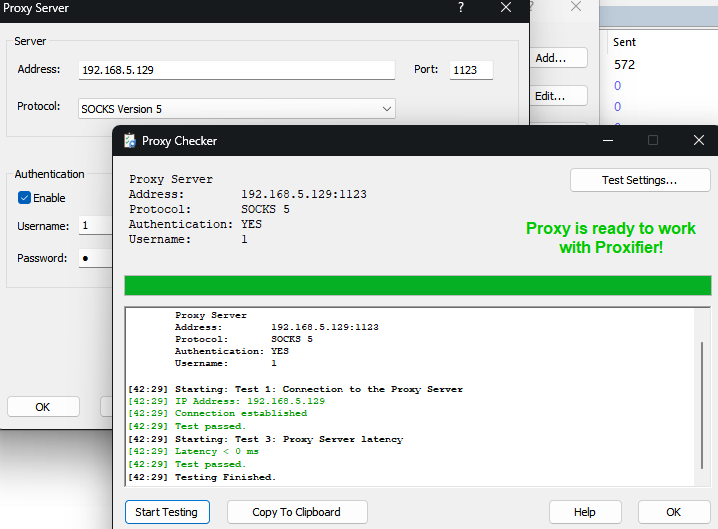 Proxy Server
?
Server
Address: 192.168.5.129 Port: 1123
Protocol: SOCKS Version 5
Authentication
Enable
Username: 1
Password: ●
OK
Add...
Edit...
Sent
572
0
0
Proxy Checker
Test Settings...
Proxy Server
Address: 192.168.5.129:1123
Protocol: SOCKS 5
Authentication: YES
Username: 1
Proxy is ready to work
with Proxifier!
Proxy Server
Address: 192.168.5.129:1123
Protocol: SOCKS 5
Authentication: YES
Username: 1
[42:29] Starting: Test 1: Connection to the Proxy Server
[42:29] IP Address: 192.168.5.129
[42:29] Connection established
[42:29] Test passed.
[42:29] Starting: Test 3: Proxy Server latency
[42:29] Latency < 0 ms
[42:29] Test passed.
[42:29] Testing Finished.
Start Testing
Copy To Clipboard
Help
OK